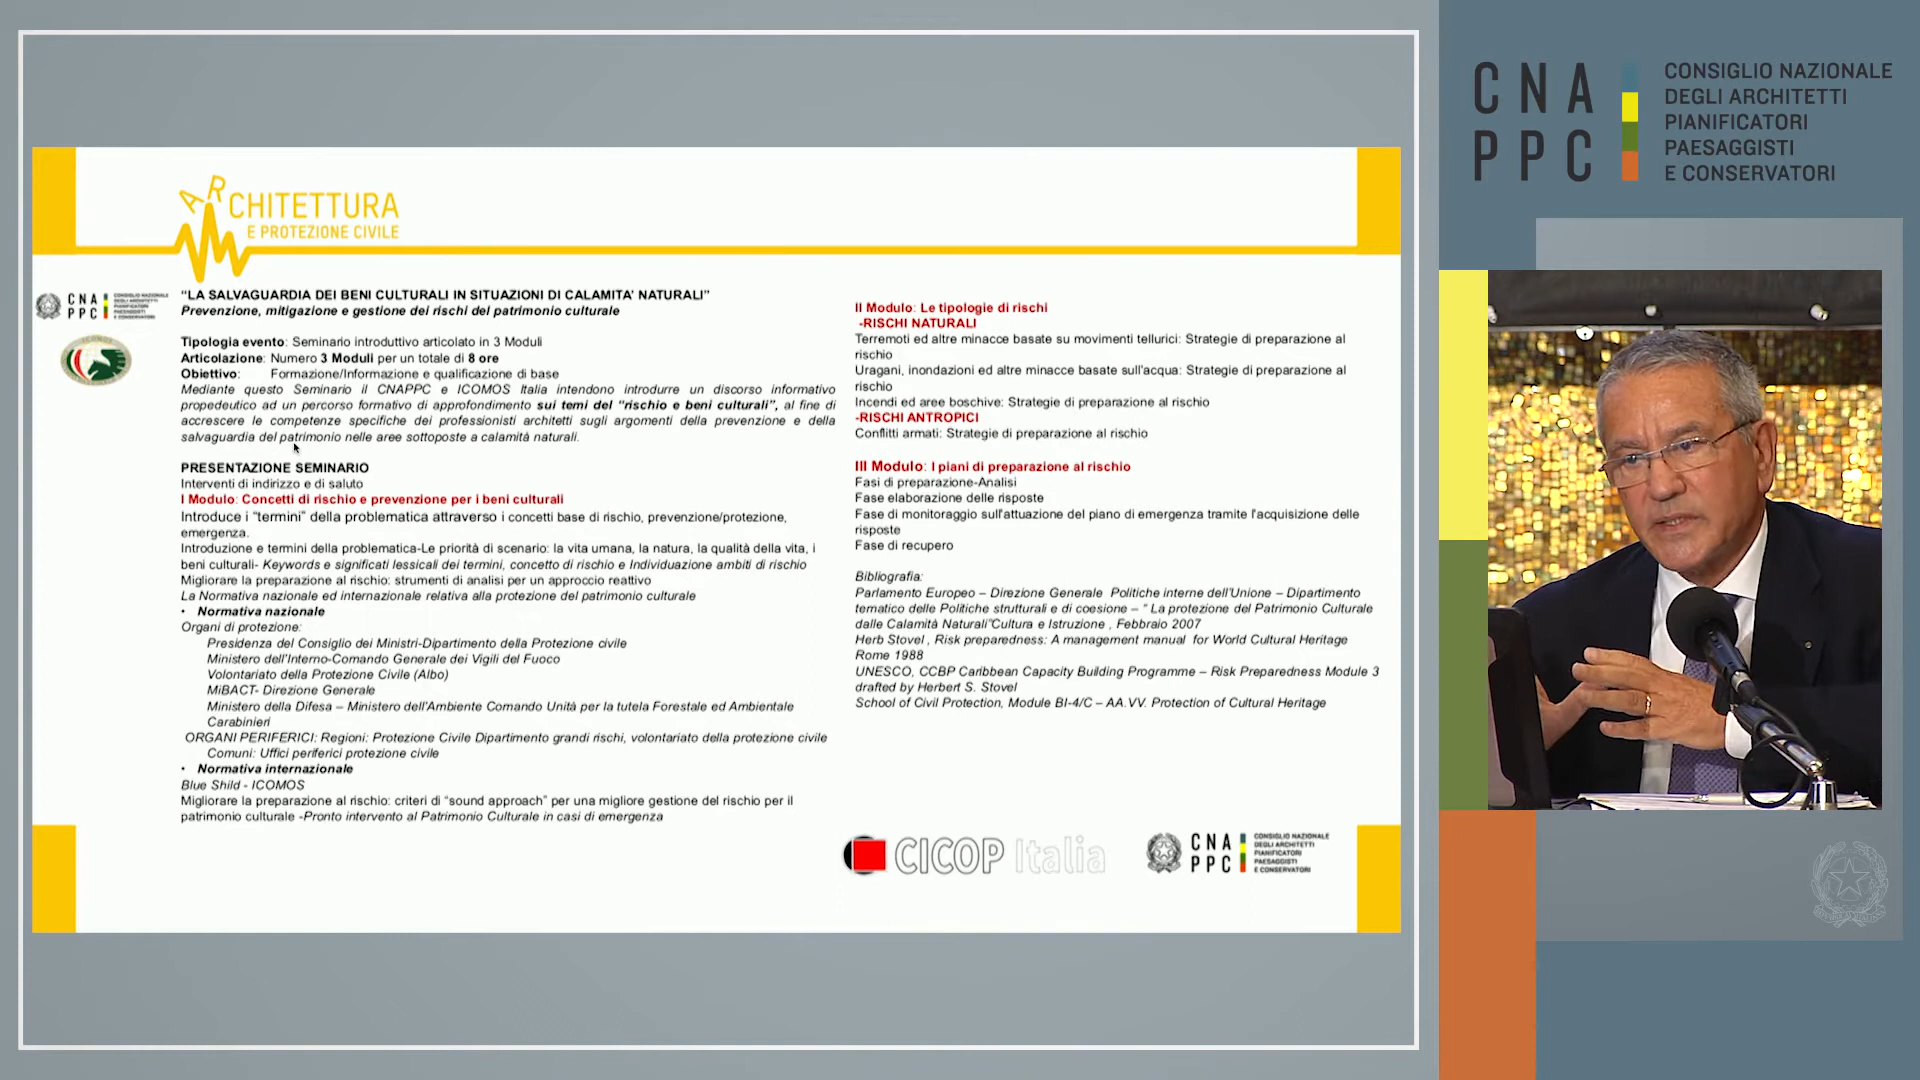 ARCHITETTURA
E PROTEZIONE CIVILE
CNA
PPC
CONSIGLIO NAZIONALE
DEGLI ARCHITETTI
PIANIFICATORI
PAESAGGISTI
E CONSERVATORI
ICOMOS
“LA SALVAGUARDIA DEI BENI CULTURALI IN SITUAZIONI DI CALAMITA’ NATURALI”
Prevenzione, mitigazione e gestione dei rischi del patrimonio culturale
Tipologia evento: Seminario introduttivo articolato in 3 Moduli
Articolazione: Numero 3 Moduli per un totale di 8 ore
Obiettivo: Formazione/Informazione e qualificazione di base
Mediante questo Seminario il CNAPPC e ICOMOS Italia intendono introdurre un discorso informativo
propedeutico ad un percorso formativo di approfondimento sui temi del “rischio e beni culturali”, al fine di
accrescere le competenze specifiche dei professionisti architetti sugli argomenti della prevenzione e della
salvaguardia del patrimonio nelle aree sottoposte a calamità naturali.
PRESENTAZIONE SEMINARIO
Interventi di indirizzo e di saluto
I Modulo: Concetti di rischio e prevenzione per i beni culturali
Introduce i “termini” della problematica attraverso i concetti base di rischio, prevenzione/protezione,
emergenza.
Introduzione e termini della problematica-Le priorità di scenario: la vita umana, la natura, la qualità della vita, i
beni culturali- Keywords e significati lessicali dei termini, concetto di rischio e Individuazione ambiti di rischio
Migliorare la preparazione al rischio: strumenti di analisi per un approccio reattivo
La Normativa nazionale ed internazionale relativa alla protezione del patrimonio culturale
• Normativa nazionale
Organi di protezione:
Presidenza del Consiglio dei Ministri-Dipartimento della Protezione civile
Ministero dell'Interno-Comando Generale dei Vigili del Fuoco
Volontariato della Protezione Civile (Albo)
MiBACT- Direzione Generale
Ministero della Difesa – Ministero dell'Ambiente Comando Unità per la tutela Forestale ed Ambientale
Carabinieri
ORGANI PERIFERICI: Regioni: Protezione Civile Dipartimento grandi rischi, volontariato della protezione civile
Comuni: Uffici periferici protezione civile
• Normativa internazionale
Blue Shild - ICOMOS
Migliorare la preparazione al rischio: criteri di “sound approach” per una migliore gestione del rischio per il
patrimonio culturale -Pronto intervento al Patrimonio Culturale in casi di emergenza
II Modulo: Le tipologie di rischi
-RISCHI NATURALI
Terremoti ed altre minacce basate su movimenti tellurici: Strategie di preparazione al
rischio
Uragani, inondazioni ed altre minacce basate sull'acqua: Strategie di preparazione al
rischio
Incendi ed aree boschive: Strategie di preparazione al rischio
-RISCHI ANTROPICI
Conflitti armati: Strategie di preparazione al rischio
III Modulo: I piani di preparazione al rischio
Fasi di preparazione-Analisi
Fase elaborazione delle risposte
Fase di monitoraggio sull'attuazione del piano di emergenza tramite l'acquisizione delle
risposte
Fase di recupero
Bibliografia:
Parlamento Europeo – Direzione Generale Politiche interne dell'Unione – Dipartimento
tematico delle Politiche strutturali e di coesione – “ La protezione del Patrimonio Culturale
dalle Calamità Naturali”Cultura e Istruzione , Febbraio 2007
Herb Stovel , Risk preparedness: A management manual for World Cultural Heritage
Rome 1988
UNESCO, CCBP Caribbean Capacity Building Programme – Risk Preparedness Module 3
drafted by Herbert S. Stovel
School of Civil Protection, Module BI-4/C – AA.VV. Protection of Cultural Heritage
CICOP Italia
CNA
PPC
CONSIGLIO NAZIONALE
DEGLI ARCHITETTI
PIANIFICATORI
PAESAGGISTI
E CONSERVATORI
CNA
PPC
CONSIGLIO NAZIONALE
DEGLI ARCHITETTI
PIANIFICATORI
PAESAGGISTI
E CONSERVATORI